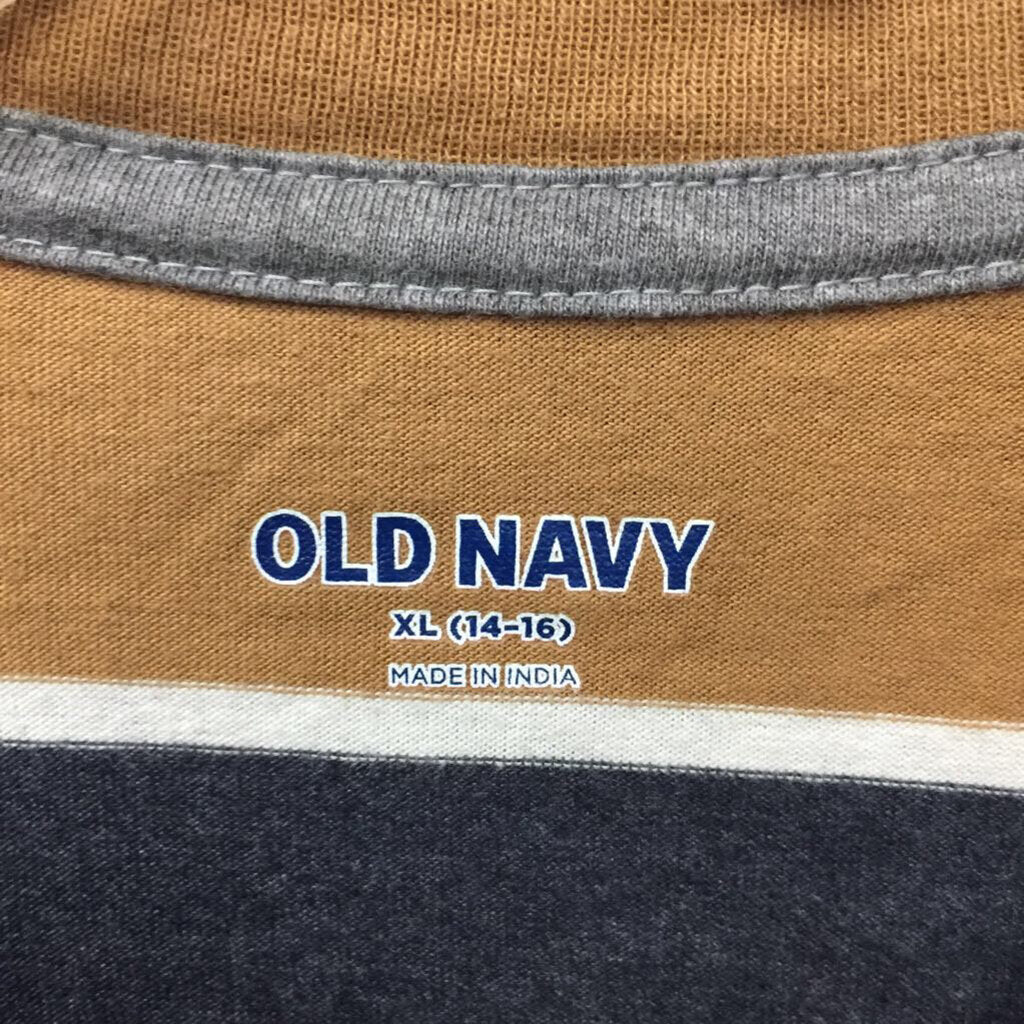 OLD NAVY
XL (14-16)
MADE IN INDIA